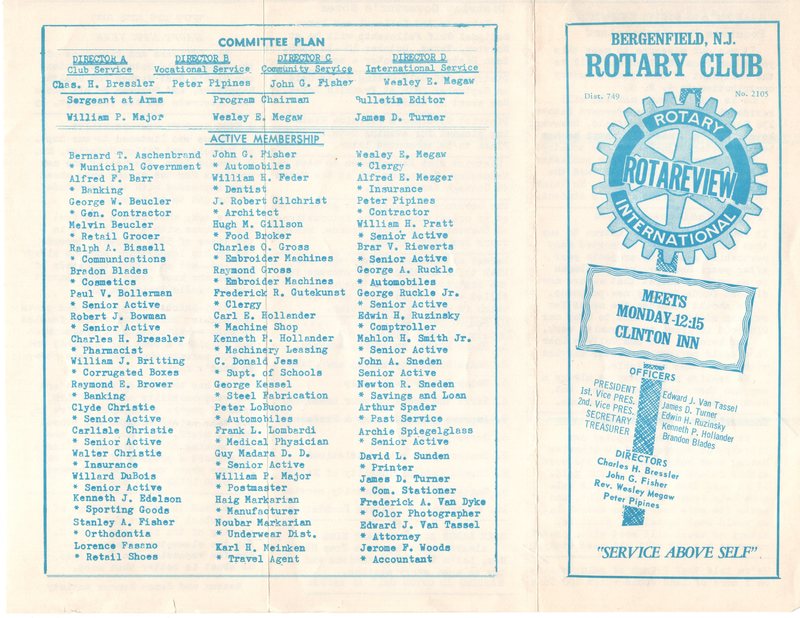 COMMITTEE PLAN
DIRECTOR A DIRECTOR B DIRECTOR C DIRECTOR D
Club Service Vocational Service Community Service International Service
Chas. H. Bressler Peter Pipines John G. Fisher Wesley E. Megaw
Sergeant at Arms Program Chairman Bulletin Editor
William P. Major Wesley E. Megaw James D. Turner
ACTIVE MEMBERSHIP
Bernard T. Aschenbrand
* Municipal Government
Alfred F. Barr
* Banking
George W. Beucler
* Gen. Contractor
Melvin Beucler
* Retail Grocer
Ralph A. Bissell
* Communications
Bradon Blades
* Cosmetics
Paul V. Bollerman
* Senior Active
Robert J. Bowman
* Senior Active
Charles H. Bressler
* Pharmacist
William J. Britting
* Corrugated Boxes
Raymond E. Brower
* Banking
Clyde Christie
* Senior Active
Carlisle Christie
* Senior Active
Walter Christie
* Insurance
Willard DuBois
* Senior Active
Kenneth J. Edelson
* Sporting Goods
Stanley A. Fisher
* Orthodontia
Lorence Fasano
* Retail Shoes
John G. Fisher
* Automobiles
William H. Feder
* Dentist
J. Robert Gilchrist
* Architect
Hugh M. Gillson
* Food Broker
Charles Q. Gross
* Embroider Machines
Raymond Gross
* Embroider Machines
Frederick R. Gutekunst
* Clergy
Carl E. Hollander
* Machine Shop
Kenneth P. Hollander
* Machinery Leasing
C. Donald Jess
* Supt. of Schools
George Kessel
* Steel Fabrication
Peter LoBuono
* Automobiles
Frank L. Lombardi
* Medical Physician
Guy Madara D. D.
* Senior Active
William P. Major
* Postmaster
Haig Markarian
* Manufacturer
Noubar Markarian
* Underwear Dist.
Karl H. Meinken
* Travel Agent
Wesley E. Megaw
* Clergy
Alfred E. Mezger
* Insurance
Peter Pipines
* Contractor
William H. Pratt
* Senior Active
Brar V. Riewerts
* Senior Active
George A. Ruckle
* Automobiles
George Ruckle Jr.
* Senior Active
Edwin H. Ruzinsky
* Comptroller
Mahlon H. Smith Jr.
* Senior Active
John A. Sneden
Senior Active
Newton R. Sneden
* Savings and Loan
Arthur Spader
* Past Service
Archie Spiegelglass
* Senior Active
David L. Sunden
* Printer
James D. Turner
* Com. Stationer
Frederick A. Van Dyke
* Color Photographer
Edward J. Van Tassel
* Attorney
Jerome F. Woods
* Accountant
BERGENFIELD, N.J.
ROTARY CLUB
Dist. 749 No. 2105
ROTARY
ROTAREVIEW
INTERNATIONAL
MEETS
MONDAY-12:15
CLINTON INN
OFFICERS
PRESIDENT Edward J. Van Tassel
1st. Vice PRES. James D. Turner
2nd. Vice PRES. Edwin H. Ruzinsky
SECRETARY Kenneth P. Hollander
TREASURER Brandon Blades
DIRECTORS
Charles H. Bressler
John G. Fisher
Rev. Wesley Megaw
Peter Pipines
"SERVICE ABOVE SELF"